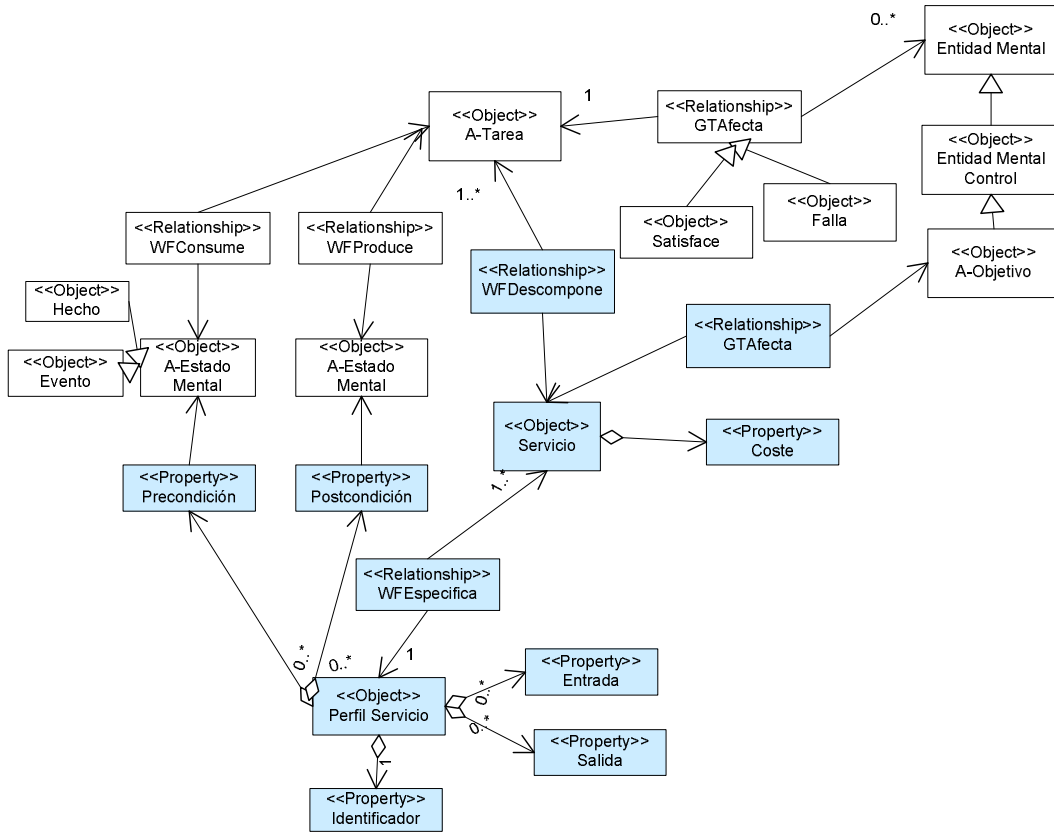 0..*
<<Object>>
Entidad Mental
<<Object>>
A-Tarea
1
<<Relationship>>
GTAfecta
<<Object>>
Entidad Mental
Control
1..*
<<Object>>
Satisface
<<Object>>
Falla
<<Relationship>>
WFConsume
<<Relationship>>
WFProduce
<<Relationship>>
WFDescompone
<<Object>>
A-Objetivo
<<Object>>
Hecho
<<Object>>
Evento
<<Object>>
A-Estado
Mental
<<Object>>
A-Estado
Mental
<<Relationship>>
GTAfecta
<<Object>>
Servicio
<<Property>>
Coste
<<Property>>
Precondición
<<Property>>
Postcondición
1..*
<<Relationship>>
WFEspecifica
0..*
0..*
1
<<Object>>
Perfil Servicio
0..*
<<Property>>
Entrada
0..*
<<Property>>
Salida
1
<<Property>>
Identificador